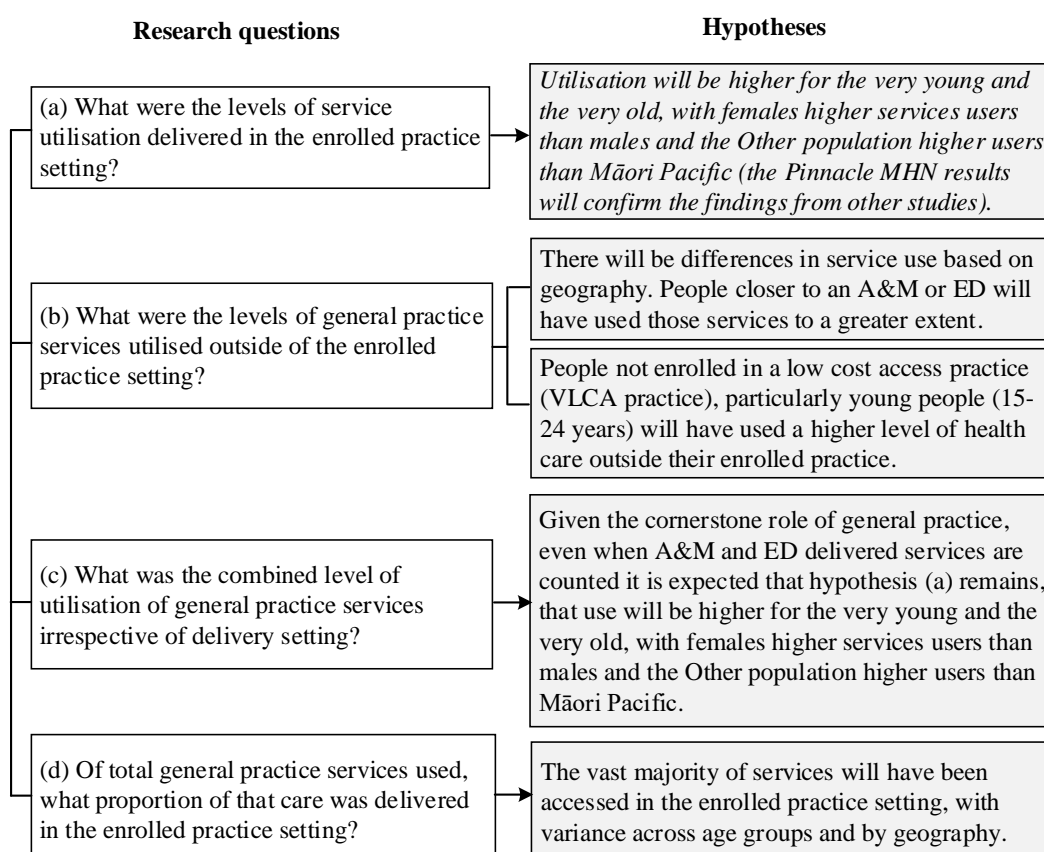 Research questions
Hypotheses
(a) What were the levels of service
utilisation delivered in the enrolled practice
setting?
Utilisation will be higher for the very young and
the very old, with females higher services users
than males and the Other population higher users
than Māori Pacific (the Pinnacle MHN results
will confirm the findings from other studies).
(b) What were the levels of general practice
services utilised outside of the enrolled
practice setting?
There will be differences in service use based on
geography. People closer to an A&M or ED will
have used those services to a greater extent.
People not enrolled in a low cost access practice
(VLCA practice), particularly young people (15-
24 years) will have used a higher level of health
care outside their enrolled practice.
(c) What was the combined level of
utilisation of general practice services
irrespective of delivery setting?
Given the cornerstone role of general practice,
even when A&M and ED delivered services are
counted it is expected that hypothesis (a) remains,
that use will be higher for the very young and the
very old, with females higher services users than
males and the Other population higher users than
Māori Pacific.
(d) Of total general practice services used,
what proportion of that care was delivered
in the enrolled practice setting?
The vast majority of services will have been
accessed in the enrolled practice setting, with
variance across age groups and by geography.